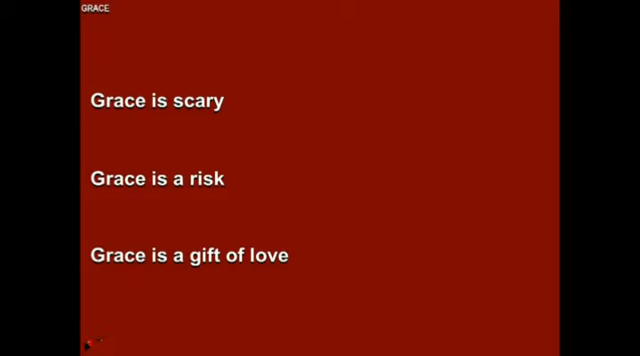 GRACE
Grace is scary
Grace is a risk
Grace is a gift of love